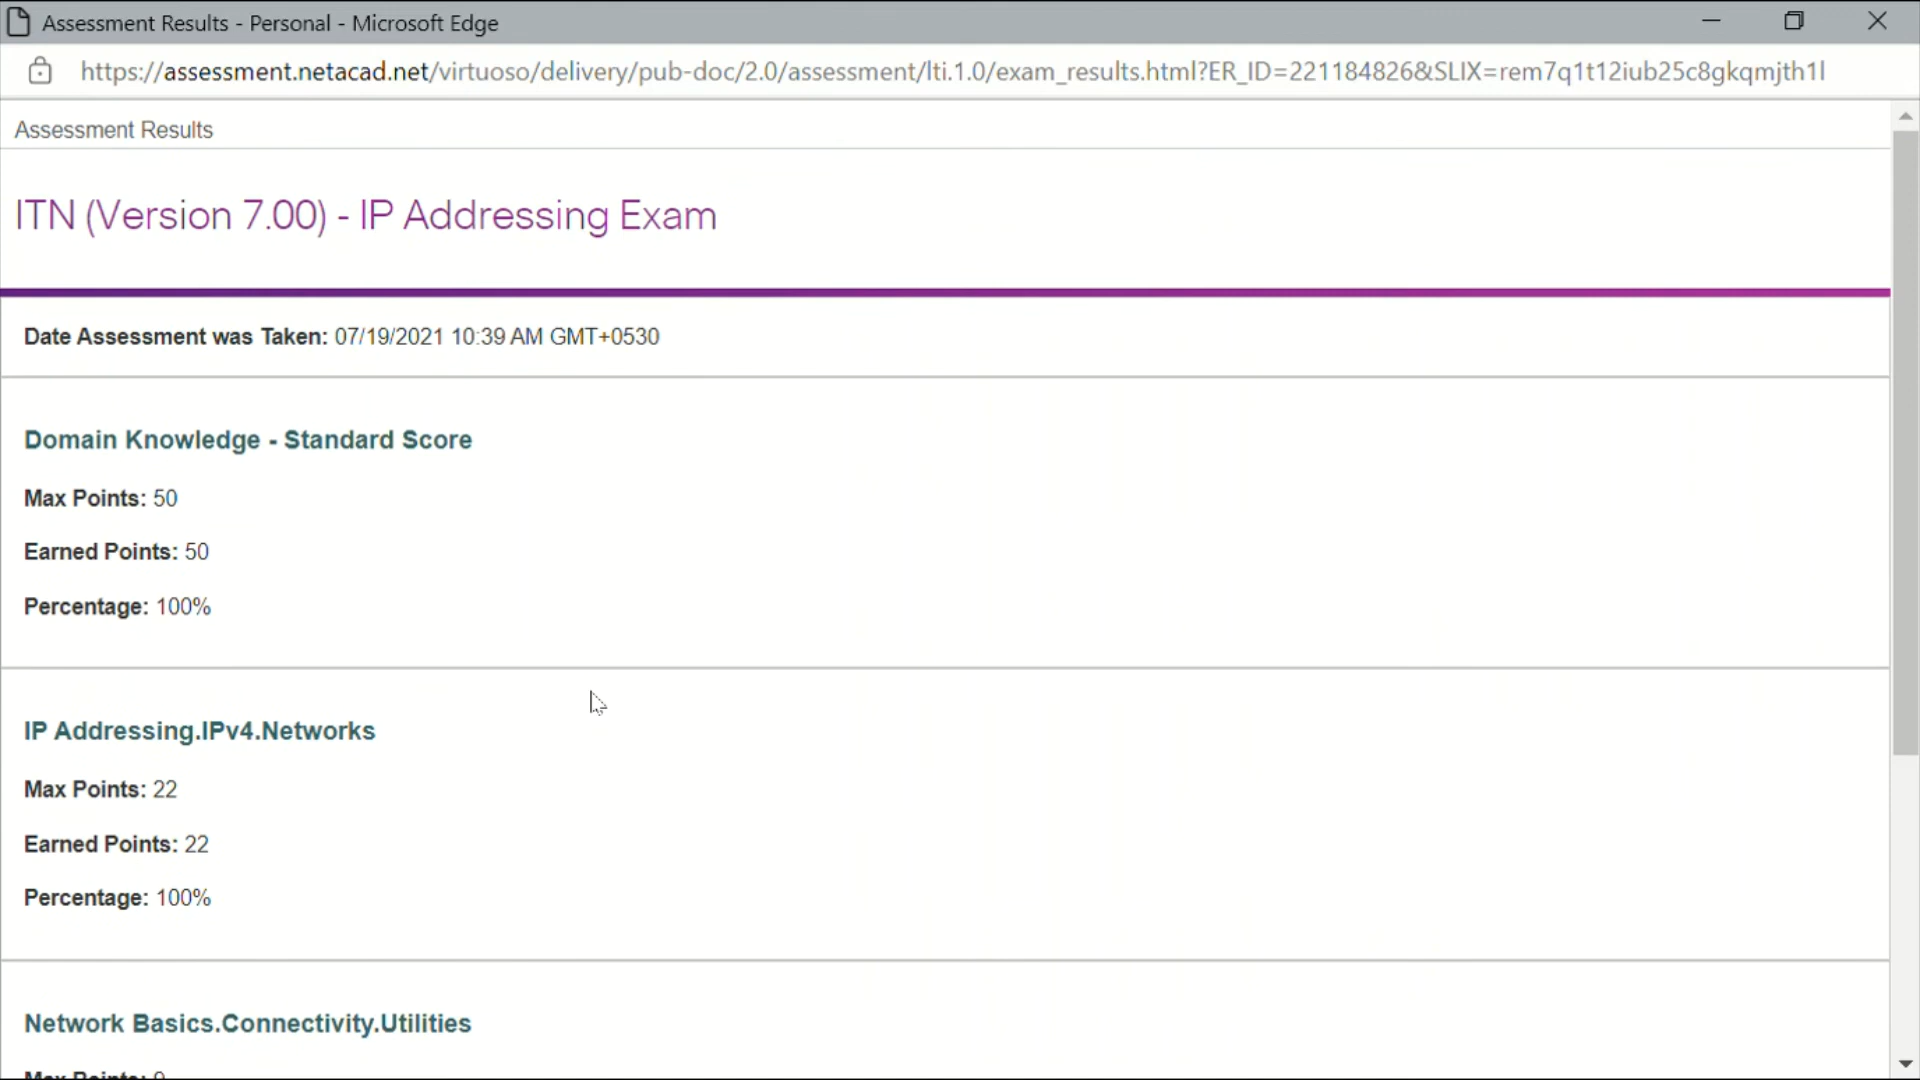 Assessment Results - Personal - Microsoft Edge
https://assessment.netacad.net/virtuoso/delivery/pub-doc/2.0/assessment/lti.1.0/exam_results.html?ER_ID=221184826&SLIX=rem7q1t12iub25c8gkqmjth1l
Assessment Results
ITN (Version 7.00) - IP Addressing Exam
Date Assessment was Taken: 07/19/2021 10:39 AM GMT+0530
Domain Knowledge - Standard Score
Max Points: 50
Earned Points: 50
Percentage: 100%
IP Addressing.IPv4.Networks
Max Points: 22
Earned Points: 22
Percentage: 100%
Network Basics.Connectivity.Utilities
Max Points: